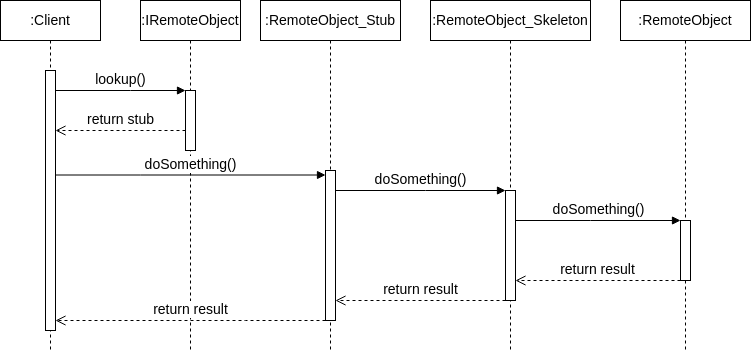 :Client
:IRemoteObject
:RemoteObject_Stub
:RemoteObject_Skeleton
:RemoteObject
lookup()
return stub
doSomething()
doSomething()
doSomething()
return result
return result
return result